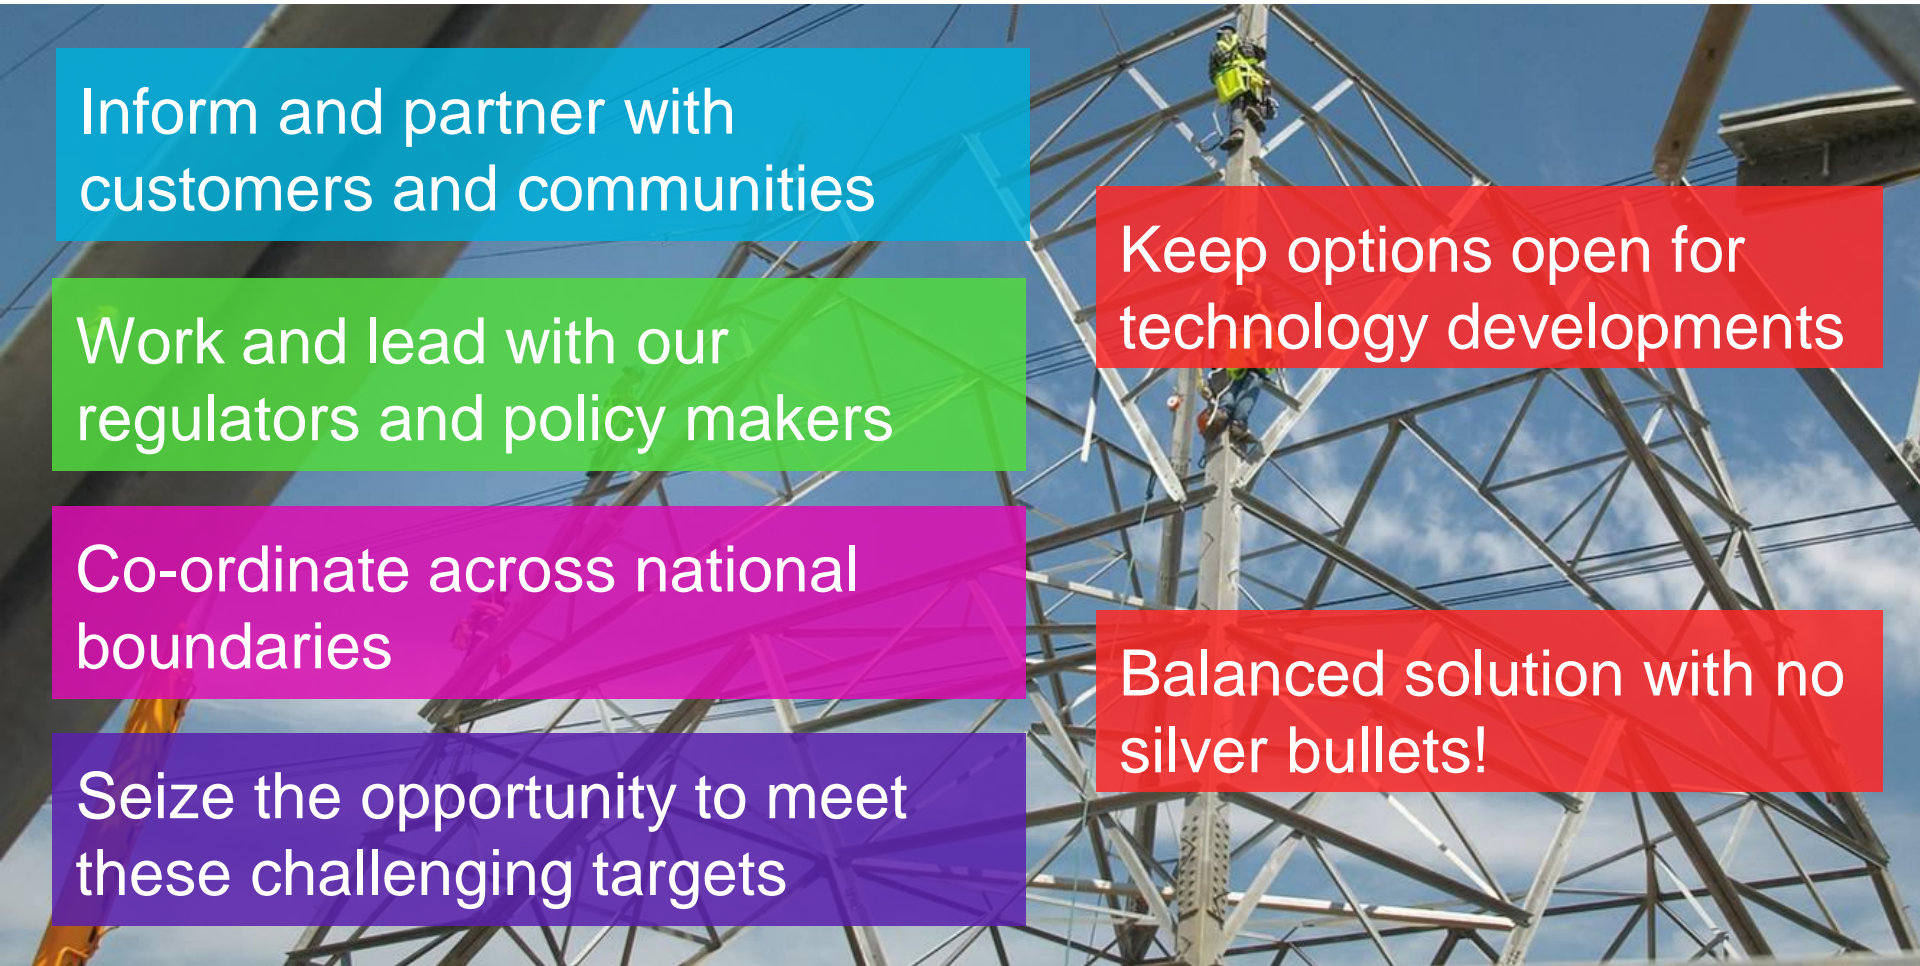 Inform and partner with
customers and communities
Work and lead with our
regulators and policy makers
Co-ordinate across national
boundaries
Seize the opportunity to meet
these challenging targets
Keep options open for
technology developments
Balanced solution with no
silver bullets!